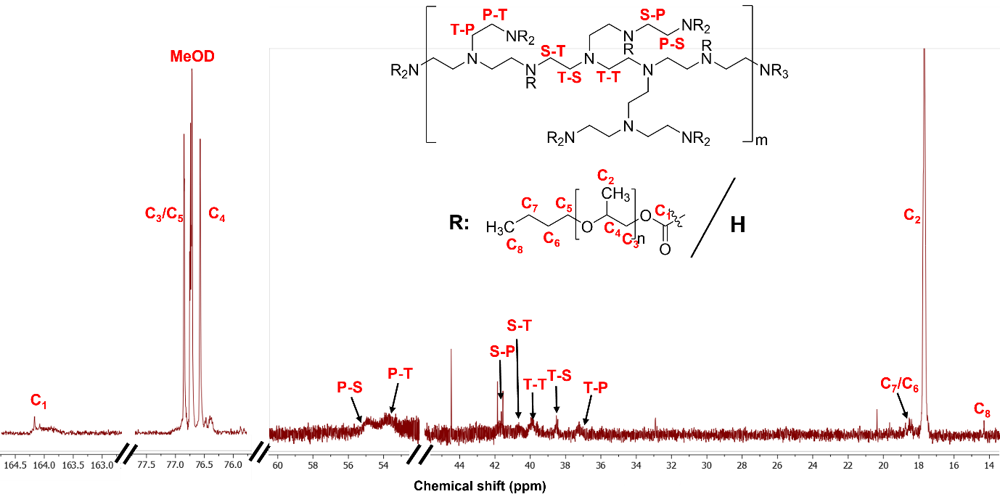 P-T
S-P
T-P
NR2
NR2
N
R
P-S
S-T
R
R2N
N
N
R
T-S
N
T-T
N
N
NR3
N
R2N
NR2
m
C2
CH3
C7
C5
O
C1
R:
H3C
C8
C6
O
C4
C3
n
O
H
MeOD
C3/C5
C4
C2
S-T
S-P
P-S
P-T
T-T
T-S
T-P
C7/C6
C8
C1
164.5 164.0 163.5 163.0 77.5 77.0 76.5 76.0 60 58 56 54 44 42 40 38 36 34 32 30 28 26 24 22 20 18 16 14
Chemical shift (ppm)